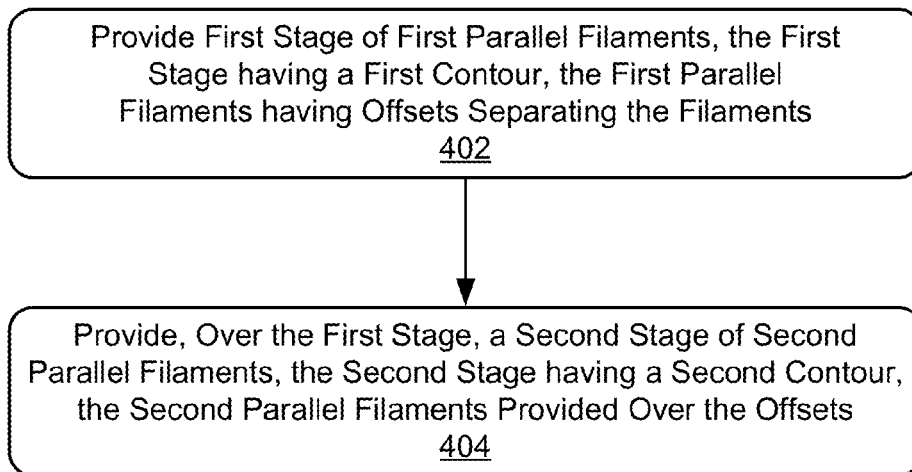 Provide First Stage of First Parallel Filaments, the First
Stage having a First Contour, the First Parallel
Filaments having Offsets Separating the Filaments
402
Provide, Over the First Stage, a Second Stage of Second
Parallel Filaments, the Second Stage having a Second Contour,
the Second Parallel Filaments Provided Over the Offsets
404